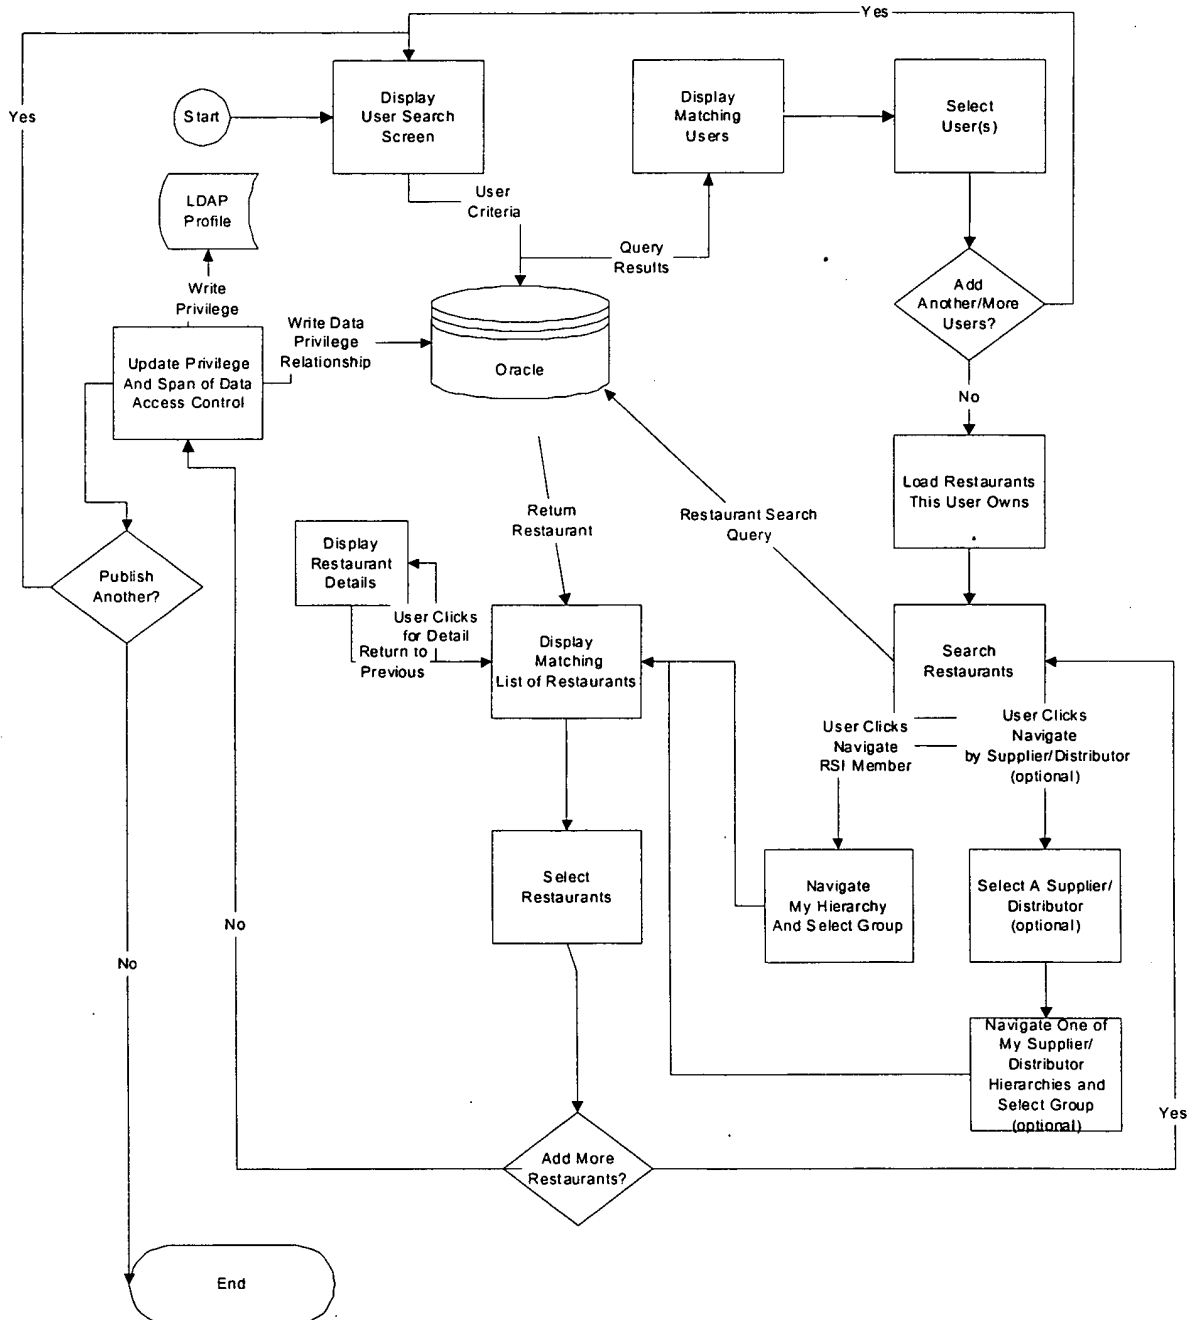 Yes
Yes
Start
Display
User Search
Screen
Display
Matching
Users
Select
User(s)
LDAP
Profile
User
Criteria
Query
Results
Add
Another/More
Users?
Write
Privilege
Write Data
Privilege
Relationship
Update Privilege
And Span of Data
Access Control
Oracle
No
Load Restaurants
This User Owns
Return
Restaurant
Restaurant Search
Query
Display
Restaurant
Details
Publish
Another?
User Clicks
for Detail
Return to
Previous
Display
Matching
List of Restaurants
Search
Restaurants
User Clicks
Navigate
RSI Member
User Clicks
Navigate
by Supplier/Distributor
(optional)
Select
Restaurants
Navigate
My Hierarchy
And Select Group
Select A Supplier/
Distributor
(optional)
No
No
Navigate One of
My Supplier/
Distributor
Hierarchies and
Select Group
(optional)
Yes
Add More
Restaurants?
End